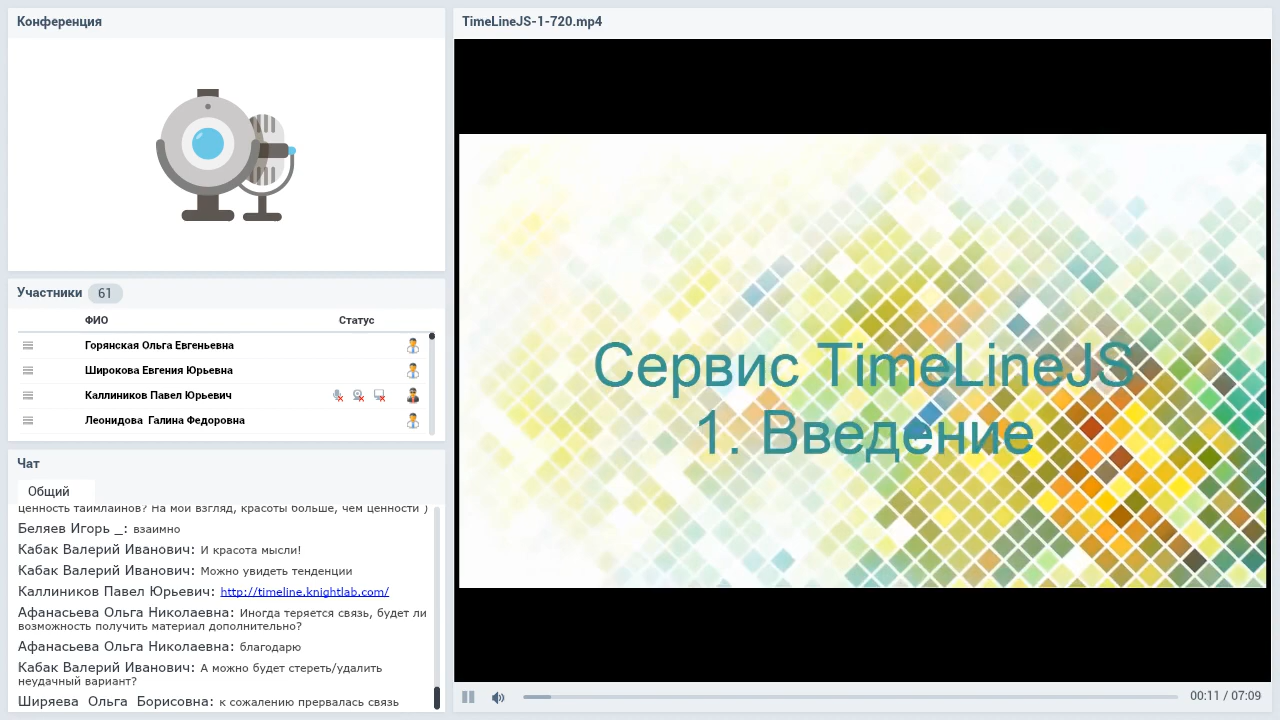 Конференция
Участники 61
ФИО Статус
Горянская Ольга Евгеньевна
Широкова Евгения Юрьевна
Каллиников Павел Юрьевич
Леонидова Галина Федоровна
Чат
Общий
ценность таймлайнов? На мой взгляд, красоты больше, чем ценности )
Беляев Игорь _: взаимно
Кабак Валерий Иванович: И красота мысли!
Кабак Валерий Иванович: Можно увидеть тенденции
Каллиников Павел Юрьевич: http://timeline.knightlab.com/
Афанасьева Ольга Николаевна: Иногда теряется связь, будет ли
возможность получить материал дополнительно?
Афанасьева Ольга Николаевна: благодарю
Кабак Валерий Иванович: А можно будет стереть/удалить
неудачный вариант?
Ширяева Ольга Борисовна: к сожалению прервалась связь
TimeLineJS-1-720.mp4
Сервис TimeLineJS
1. Введение
00:11 / 07:09